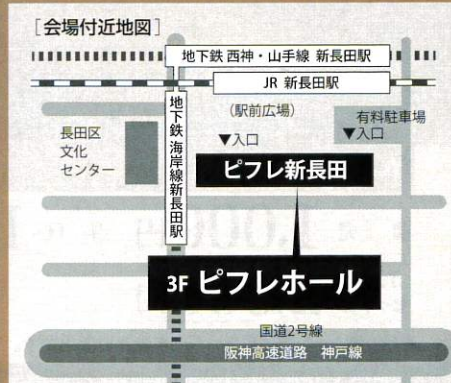 [会場付近地図]
地下鉄 西神・山手線 新長田駅
JR 新長田駅
地下鉄 海岸線新長田駅
(駅前広場)
有料駐車場
▼入口
▼入口
長田区
文化
センター
ピフレ新長田
3F ピフレホール
国道2号線
阪神高速道路 神戸線